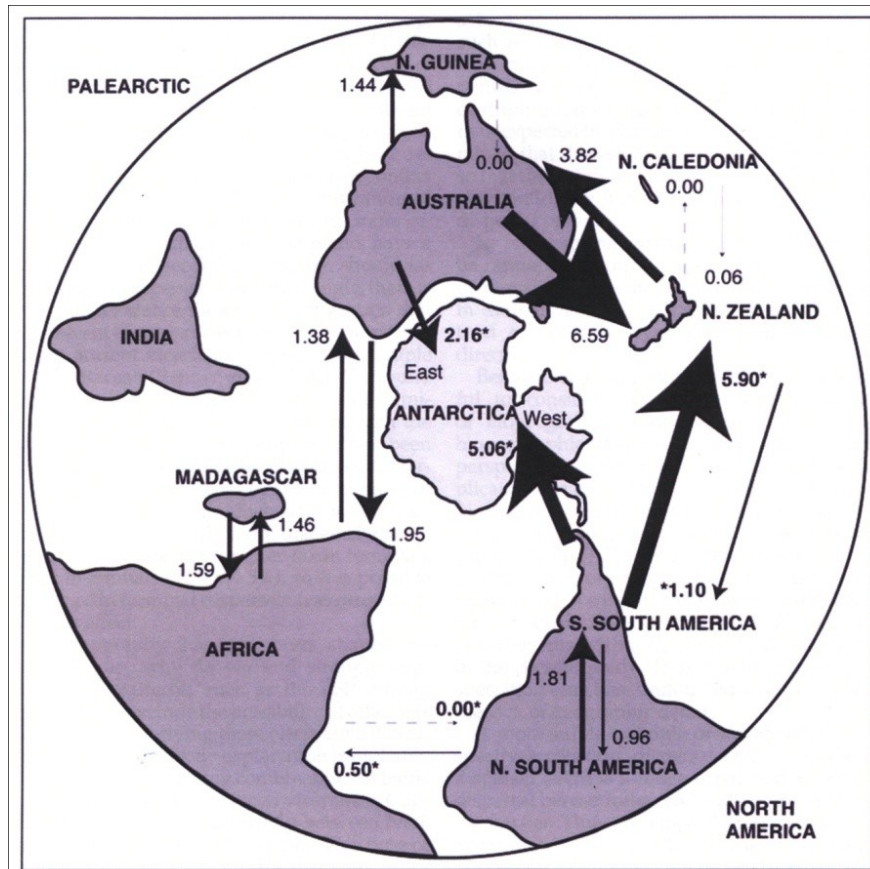 N. GUINEA
PALEARCTIC
1.44
0.00
3.82
N. CALEDONIA
0.00
AUSTRALIA
0.06
N. ZEALAND
INDIA
1.38
2.16*
6.59
East
5.90*
ANTARCTICA
West
5.06*
MADAGASCAR
1.46
1.95
1.59
*1.10
S. SOUTH AMERICA
AFRICA
1.81
0.00*
0.96
0.50*
N. SOUTH AMERICA
NORTH
AMERICA